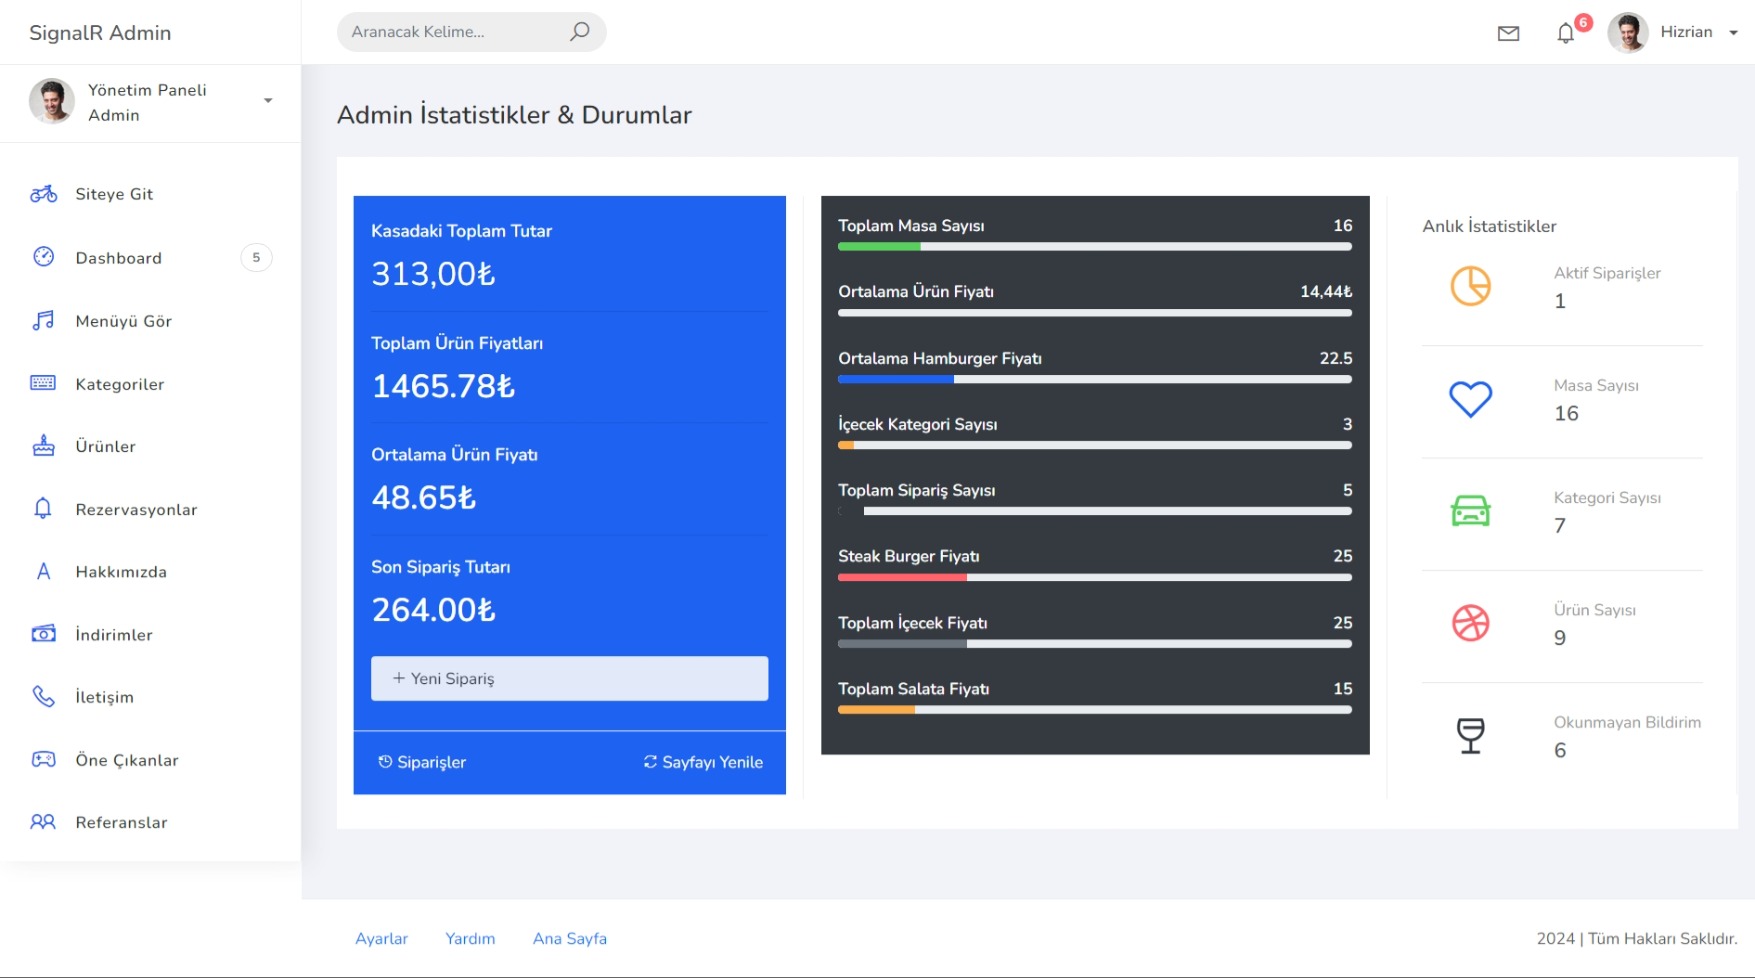 SignalR Admin
Aranacak Kelime...
6
Hizrian
Yönetim Paneli
Admin
Siteye Git
Dashboard
5
Menüyü Gör
Kategoriler
Ürünler
Rezervasyonlar
Hakkımızda
İndirimler
İletişim
Öne Çıkanlar
Referanslar
Admin İstatistikler & Durumlar
Kasadaki Toplam Tutar
313,00₺
Toplam Ürün Fiyatları
1465.78₺
Ortalama Ürün Fiyatı
48.65₺
Son Sipariş Tutarı
264.00₺
+ Yeni Sipariş
Siparişler
Sayfayı Yenile
Toplam Masa Sayısı 16
Ortalama Ürün Fiyatı 14,44₺
Ortalama Hamburger Fiyatı 22.5
İçecek Kategori Sayısı 3
Toplam Sipariş Sayısı 5
Steak Burger Fiyatı 25
Toplam İçecek Fiyatı 25
Toplam Salata Fiyatı 15
Anlık İstatistikler
Aktif Siparişler
1
Masa Sayısı
16
Kategori Sayısı
7
Ürün Sayısı
9
Okunmayan Bildirim
6
Ayarlar Yardım Ana Sayfa
2024 | Tüm Hakları Saklıdır.